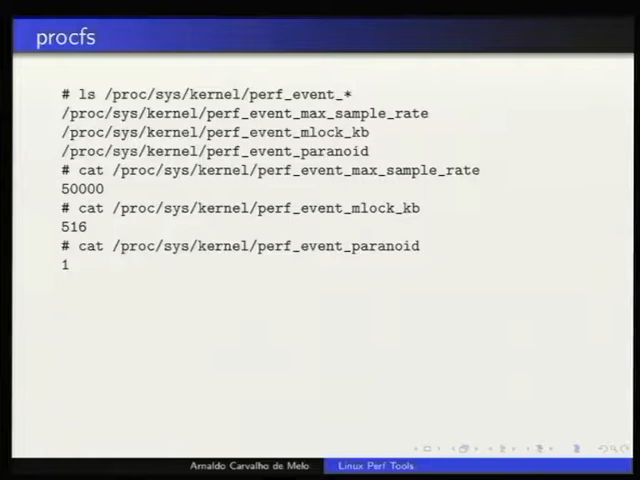 procfs
# ls /proc/sys/kernel/perf_event_*
/proc/sys/kernel/perf_event_max_sample_rate
/proc/sys/kernel/perf_event_mlock_kb
/proc/sys/kernel/perf_event_paranoid
# cat /proc/sys/kernel/perf_event_max_sample_rate
50000
# cat /proc/sys/kernel/perf_event_mlock_kb
516
# cat /proc/sys/kernel/perf_event_paranoid
1
Arnaldo Carvalho de Melo Linux Perf Tools